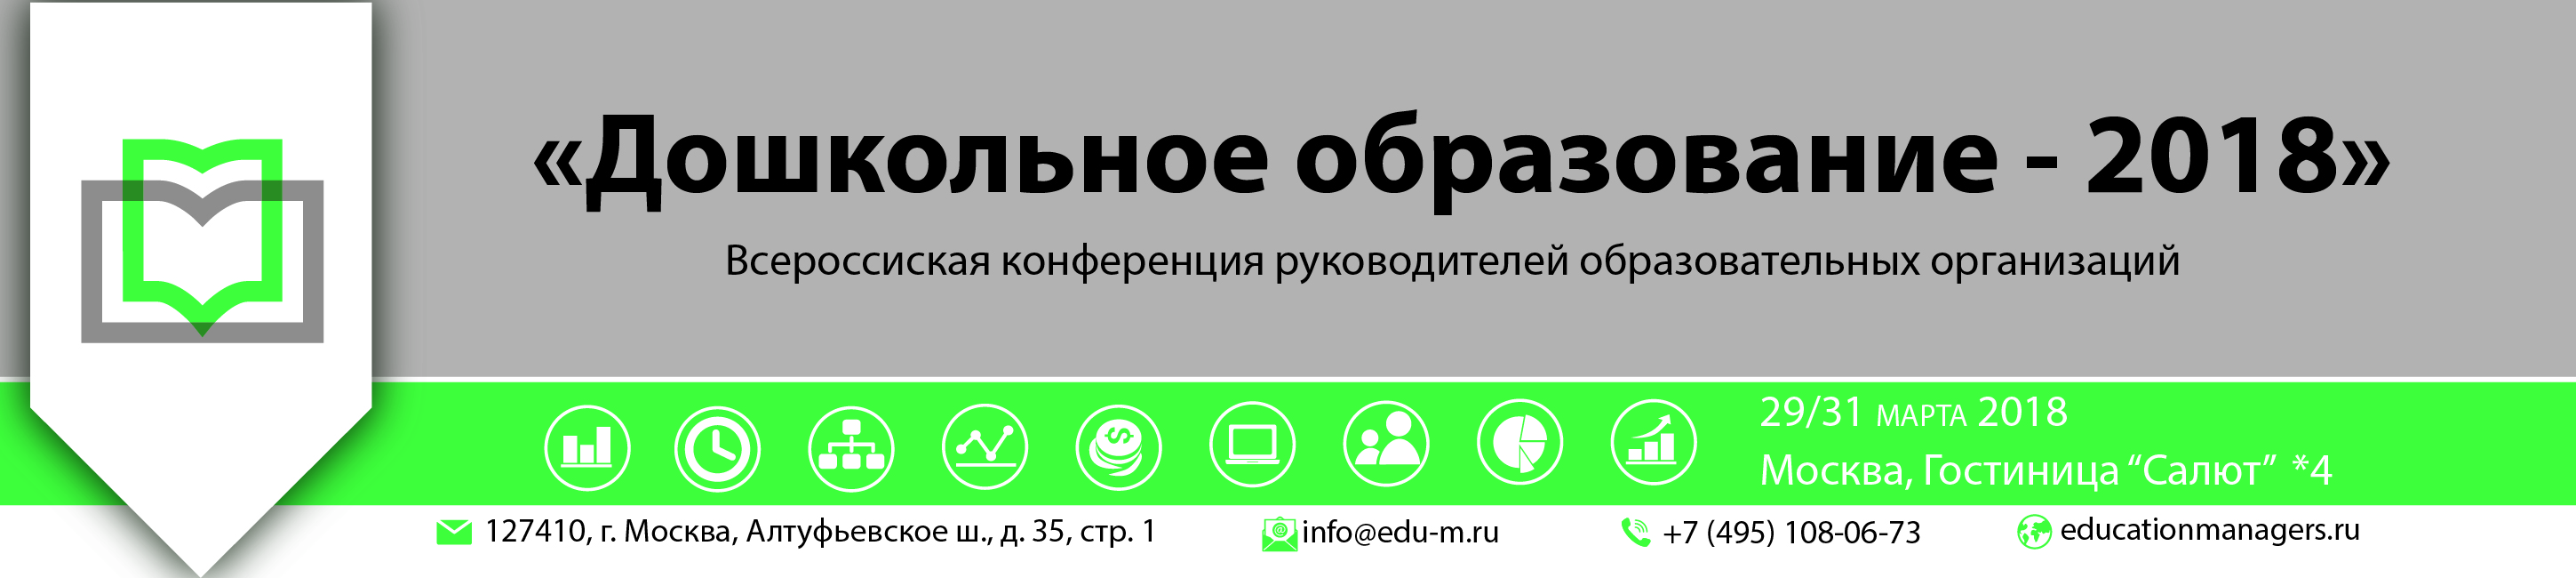 «Дошкольное образование - 2018»
Всероссиская конференция руководителей образовательных организаций
29/31 МАРТА 2018
Москва, Гостиница “Салют” *4
127410, г. Москва, Алтуфьевское ш., д. 35, стр. 1
info@edu-m.ru
+7 (495) 108-06-73
educationmanagers.ru